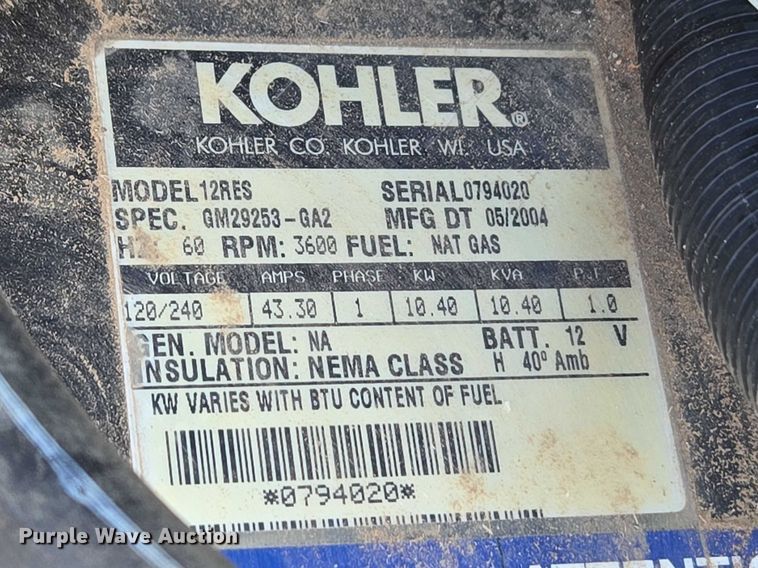 KOHLER®
KOHLER CO. KOHLER, WI. USA
MODEL 12RES SERIAL 0794020
SPEC. GM29253-GA2 MFG DT 05/2004
60 RPM: 3600 FUEL: NAT GAS
VOLTAGE AMPS PHASE KW KVA P.F.
120/240 43.30 1 10.40 10.40 1.0
GEN. MODEL: NA BATT. 12 V
INSULATION: NEMA CLASS H 40° Amb
KW VARIES WITH BTU CONTENT OF FUEL
*0794020*
Purple Wave Auction